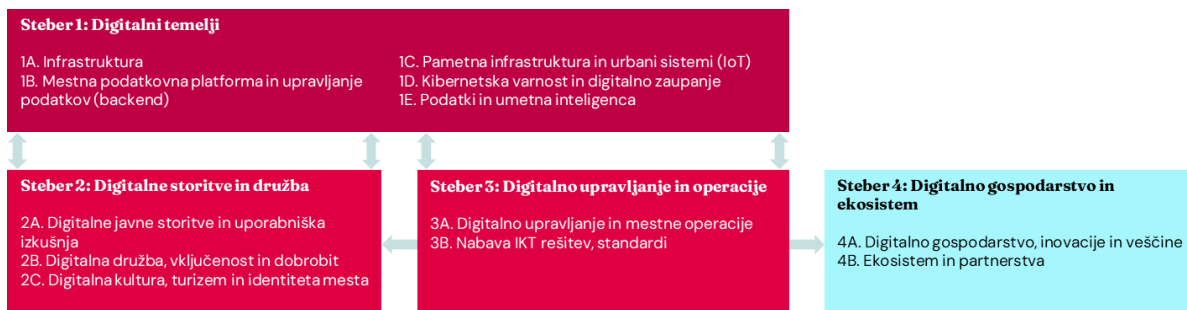 Steber 1: Digitalni temelji
1A. Infrastruktura
1B. Mestna podatkovna platforma in upravljanje
podatkov (backend)
1C. Pametna infrastruktura in urbani sistemi (IoT)
1D. Kibernetska varnost in digitalno zaupanje
1E. Podatki in umetna inteligenca
Steber 2: Digitalne storitve in družba
2A. Digitalne javne storitve in uporabniška
izkušnja
2B. Digitalna družba, vključenost in dobrobit
2C. Digitalna kultura, turizem in identiteta mesta
Steber 3: Digitalno upravljanje in operacije
3A. Digitalno upravljanje in mestne operacije
3B. Nabava IKT rešitev, standardi
Steber 4: Digitalno gospodarstvo in
ekosistem
4A. Digitalno gospodarstvo, inovacije in veščine
4B. Ekosistem in partnerstva